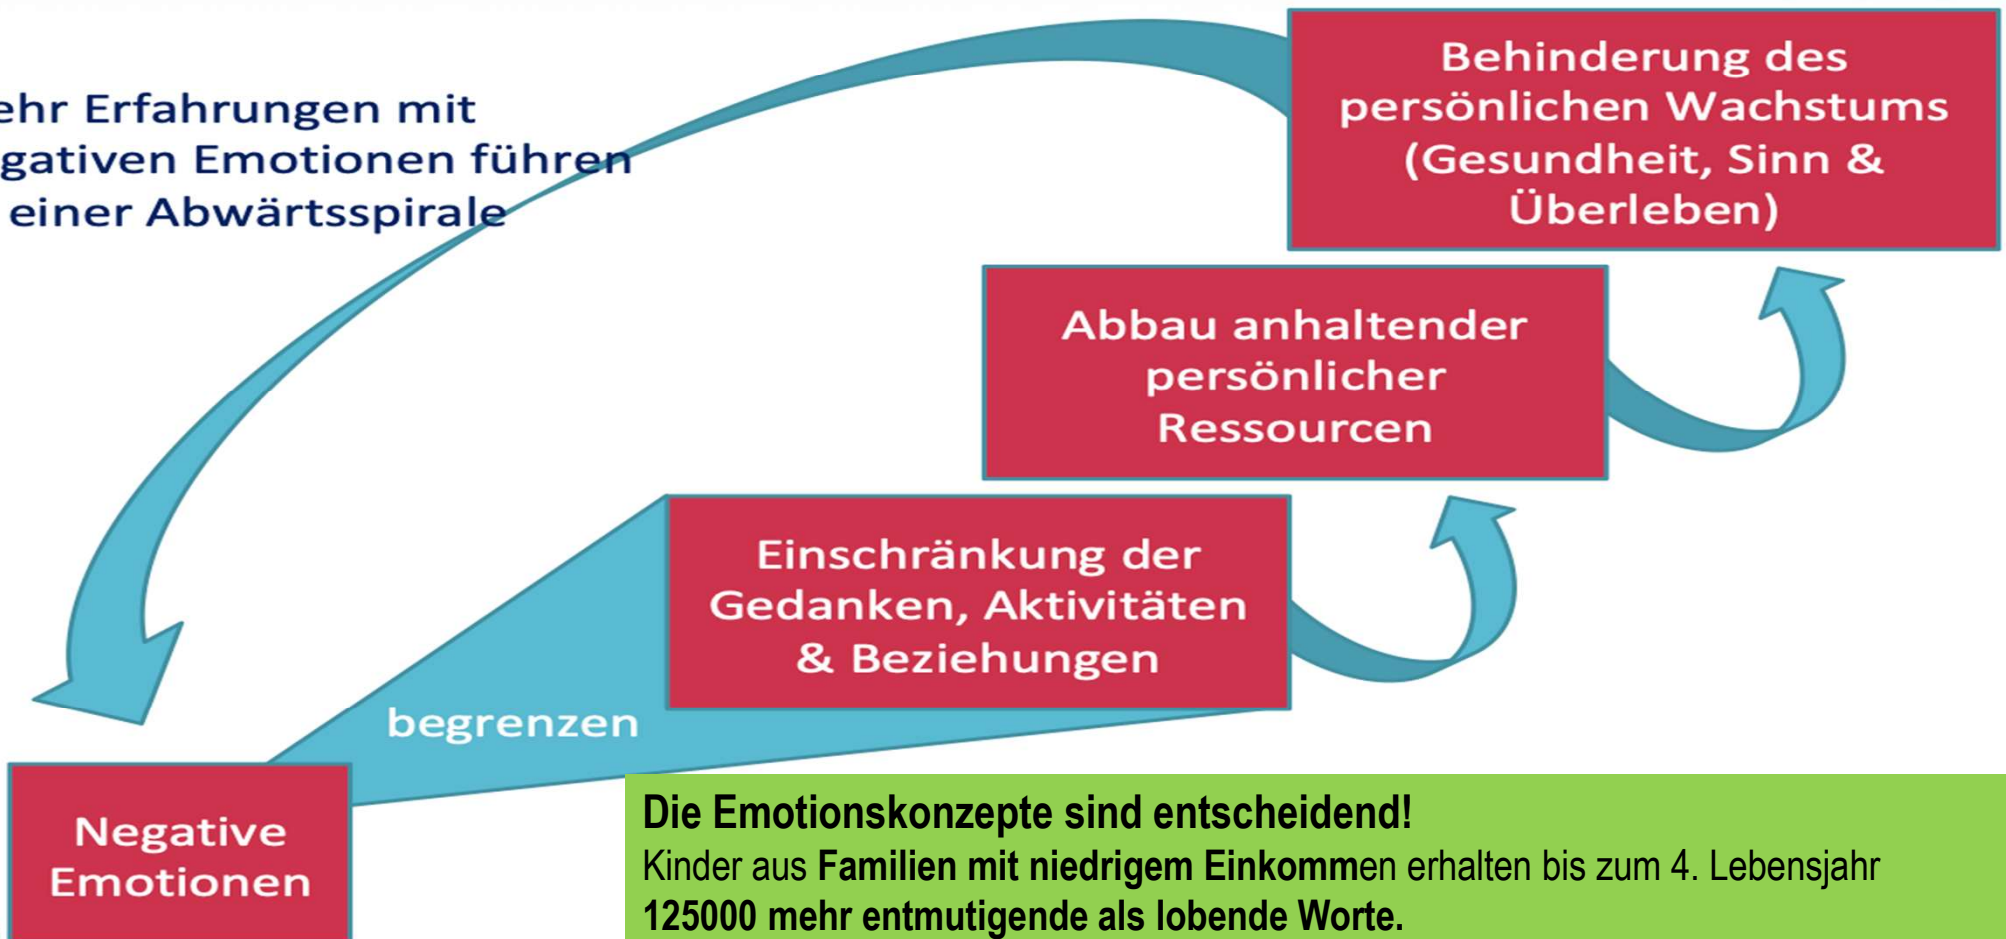 Erfahrungen mit
Emotionen führen
einer Abwärtsspirale
Behinderung des
persönlichen Wachstums
(Gesundheit, Sinn &
Überleben)
Abbau anhaltender
persönlicher
Ressourcen
Einschränkung der
Gedanken, Aktivitäten
& Beziehungen
begrenzen
Negative
Emotionen
Die Emotionskonzepte sind entscheidend!
Kinder aus Familien mit niedrigem Einkommen erhalten bis zum 4. Lebensjahr
125000 mehr entmutigende als lobende Worte.